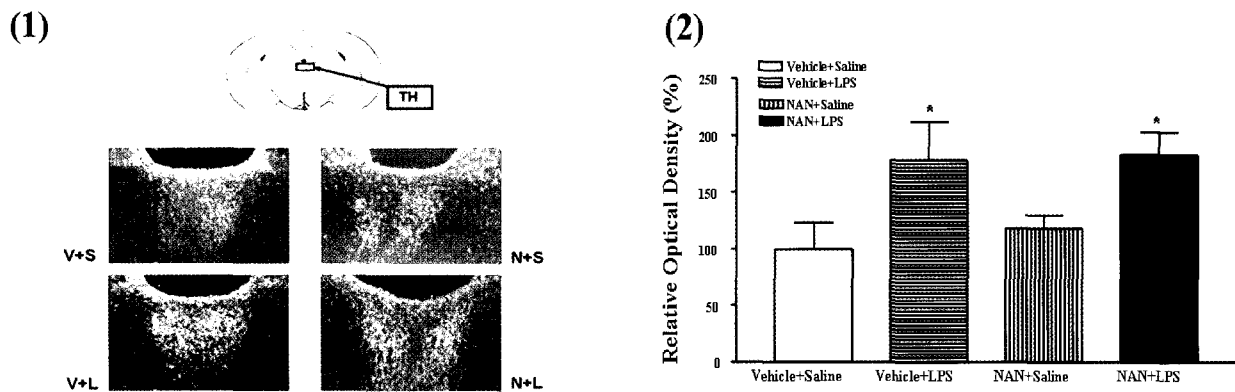 (1)
TH
V+S
N+S
V+L
N+L
(2)
Vehicle+Saline
Vehicle+LPS
NAN+Saline
NAN+LPS
Relative Optical Density (%)
250
200
150
100
50
0
*
*
Vehicle+Saline
Vehicle+LPS
NAN+Saline
NAN+LPS